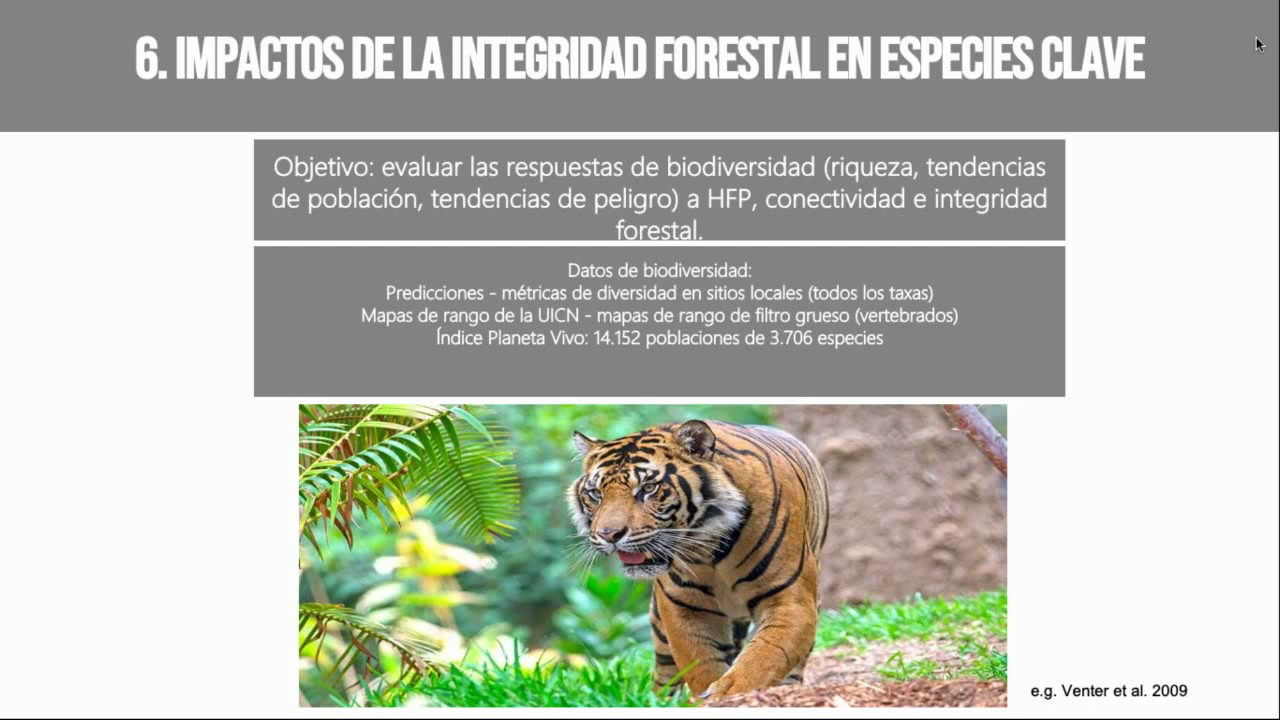 6. IMPACTOS DE LA INTEGRIDAD FORESTAL EN ESPECIES CLAVE
Objetivo: evaluar las respuestas de biodiversidad (riqueza, tendencias
de población, tendencias de peligro) a HFP, conectividad e integridad
forestal.
Datos de biodiversidad:
Predicciones - métricas de diversidad en sitios locales (todos los taxas)
Mapas de rango de la UICN - mapas de rango de filtro grueso (vertebrados)
Índice Planeta Vivo: 14.152 poblaciones de 3.706 especies
e.g. Venter et al. 2009